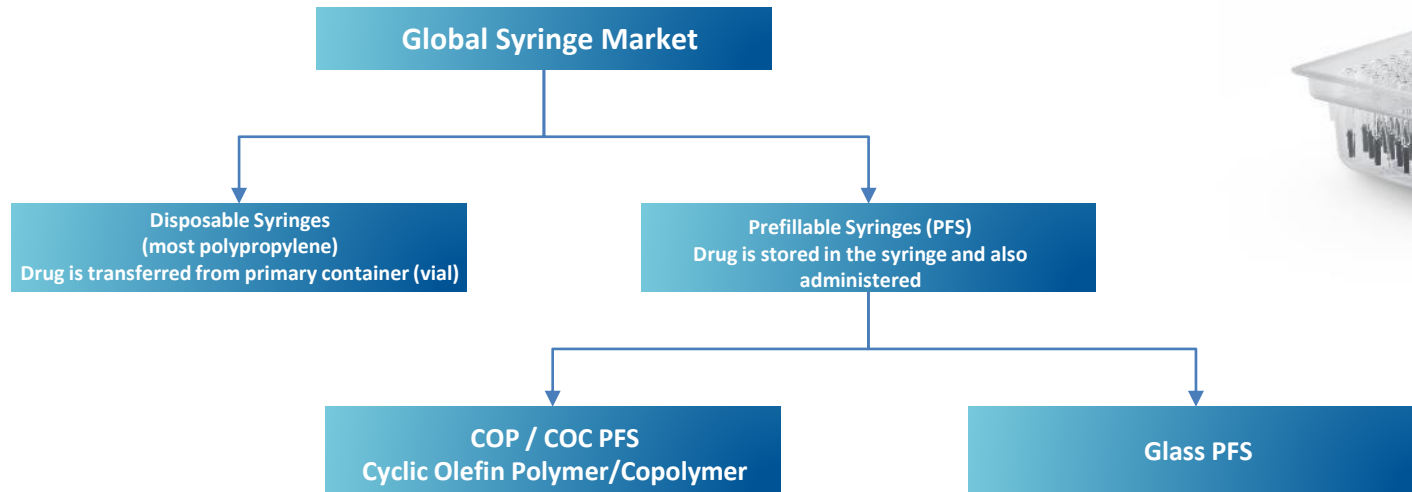 Global Syringe Market
Disposable Syringes
(most polypropylene)
Drug is transferred from primary container (vial)
Prefillable Syringes (PFS)
Drug is stored in the syringe and also
administered
COP / COC PFS
Cyclic Olefin Polymer/Copolymer
Glass PFS